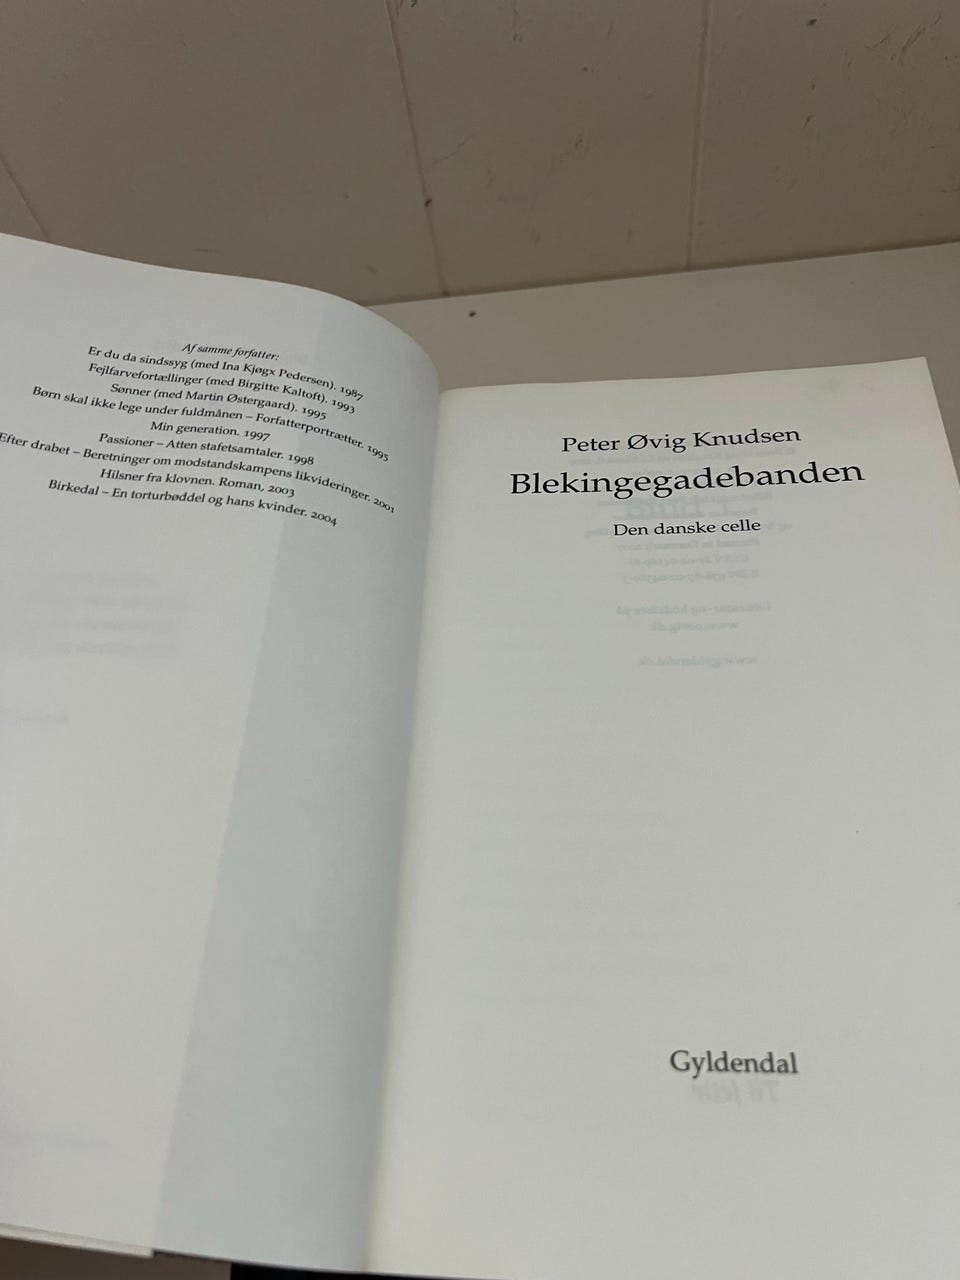 Af samme forfatter:
Er du da sindssyg (med Ina Kjøgx Pedersen). 1987
Fejlfarvefortællinger (med Birgitte Kaltoft). 1993
Sønner (med Martin Østergaard). 1995
Børn skal ikke lege under fuldmånen – Forfatterportrætter. 1995
Min generation. 1997
Passioner – Atten stafetsamtaler. 1998
Efter drabet – Beretninger om modstandskampens likvideringer. 2001
Hilsner fra klovnen. Roman, 2003
Birkedal – En torturbøddel og hans kvinder. 2004
Peter Øvig Knudsen
Blekingegadebanden
Den danske celle
Gyldendal